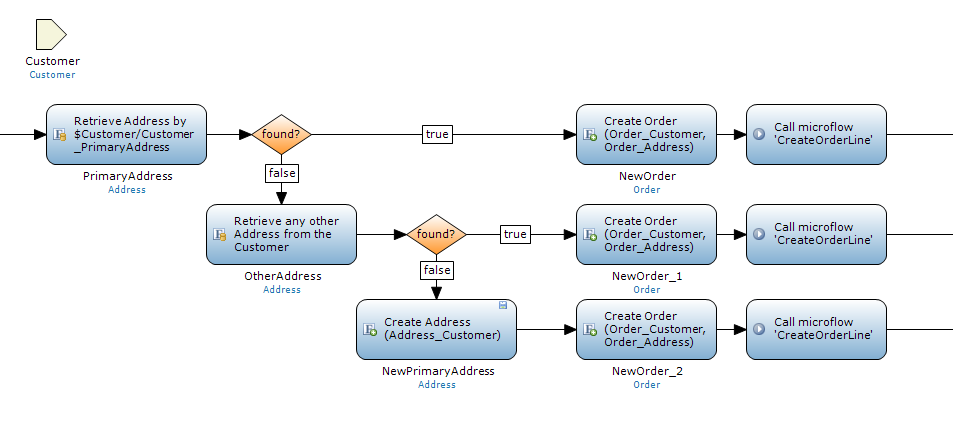 Customer
Customer
Retrieve Address by
$Customer/Customer
_PrimaryAddress
PrimaryAddress
Address
found?
true
false
Create Order
(Order_Customer,
Order_Address)
NewOrder
Order
Call microflow
'CreateOrderLine'
Retrieve any other
Address from the
Customer
OtherAddress
Address
found?
true
false
Create Order
(Order_Customer,
Order_Address)
NewOrder_1
Order
Call microflow
'CreateOrderLine'
Create Address
(Address_Customer)
NewPrimaryAddress
Address
Create Order
(Order_Customer,
Order_Address)
NewOrder_2
Order
Call microflow
'CreateOrderLine'